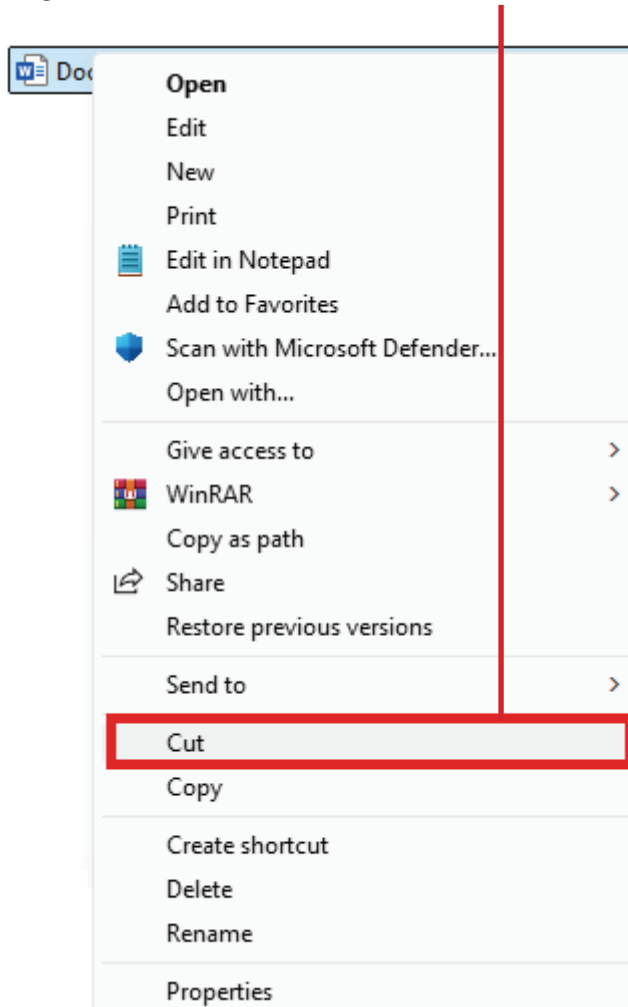 Doc
Open
Edit
New
Print
Edit in Notepad
Add to Favorites
Scan with Microsoft Defender...
Open with...
Give access to
WinRAR
Copy as path
Share
Restore previous versions
Send to
Cut
Copy
Create shortcut
Delete
Rename
Properties